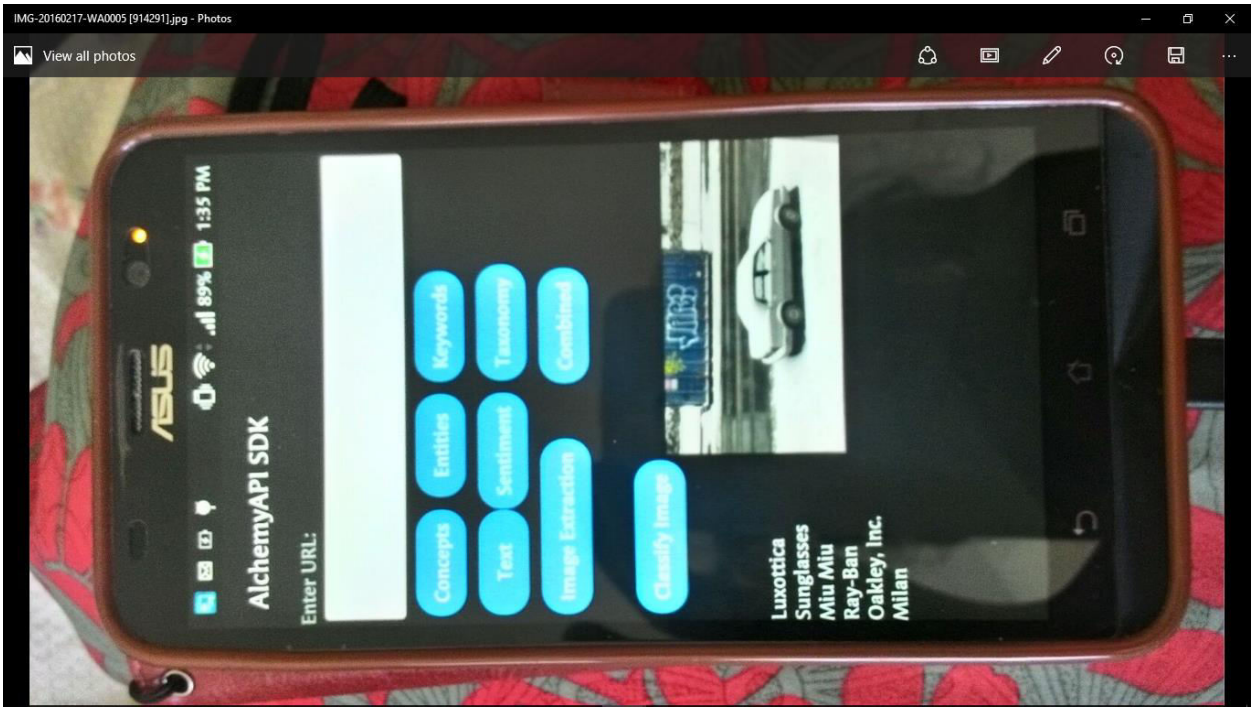 IMG-20160217-WA0005 [914291].jpg - Photos
View all photos
ASUS
89% 1:35 PM
AlchemyAPI SDK
Enter URL:
Concepts Entities Keywords
Text Sentiment Taxonomy
Image Extraction Combined
Classify Image
Luxottica
Sunglasses
Miu Miu
Ray-Ban
Oakley, Inc.
Milan